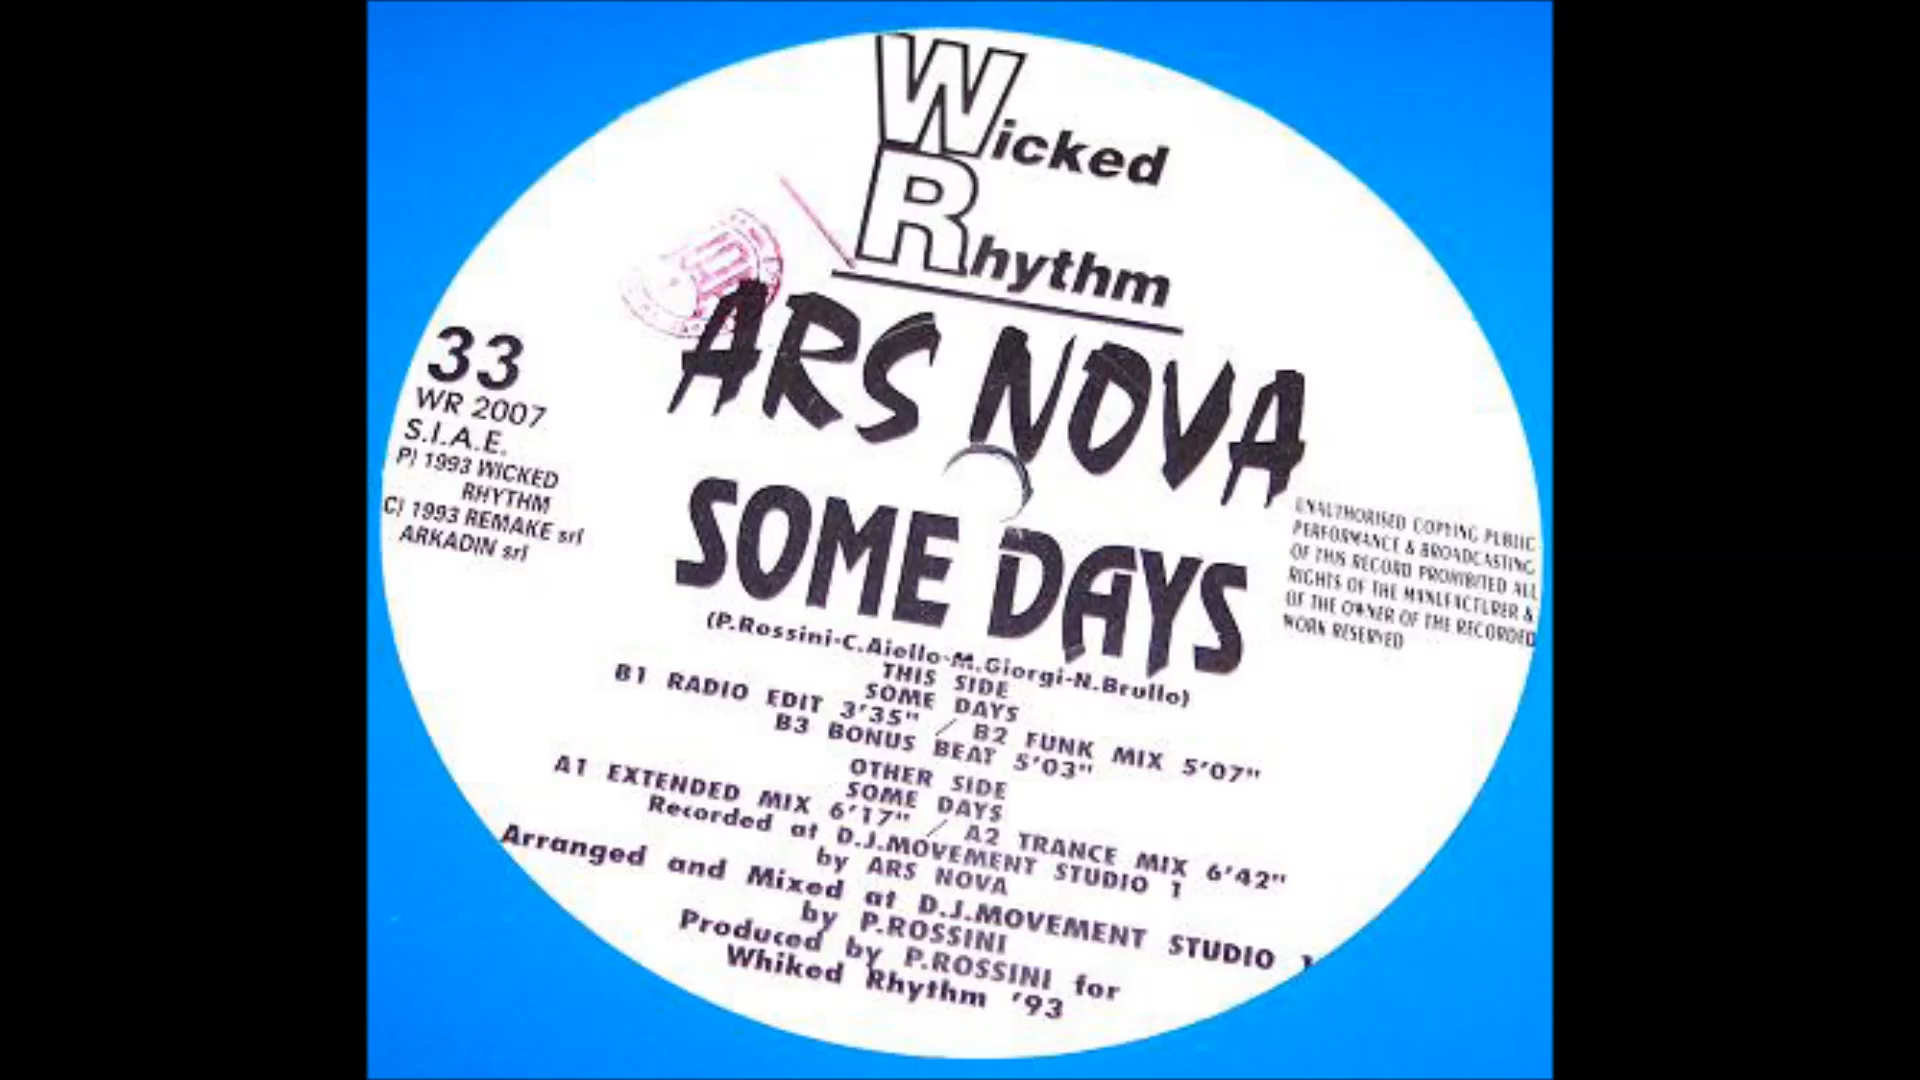 Wicked
Rhythm
ARS NOVA
SOME DAYS
(P.Rossini-C.Aiello-M.Giorgi-N.Brullo)
33
WR 2007
S.I.A.E.
P) 1993 WICKED
RHYTHM
C) 1993 REMAKE srl
ARKADIN srl
UNAUTHORISED COPYING PUBLIC
PERFORMANCE & BROADCASTING
OF THIS RECORD PROHIBITED ALL
RIGHTS OF THE MANUFACTURER &
OF THE OWNER OF THE RECORDED
WORK RESERVED
THIS SIDE
SOME DAYS
B1 RADIO EDIT 3'35" / B2 FUNK MIX 5'07"
B3 BONUS BEAT 5'03"
OTHER SIDE
SOME DAYS
A1 EXTENDED MIX 6'17" / A2 TRANCE MIX 6'42"
Recorded at D.J.MOVEMENT STUDIO 1
by ARS NOVA
Arranged and Mixed at D.J.MOVEMENT STUDIO 1
by P.ROSSINI
Produced by P.ROSSINI for
Whiked Rhythm '93